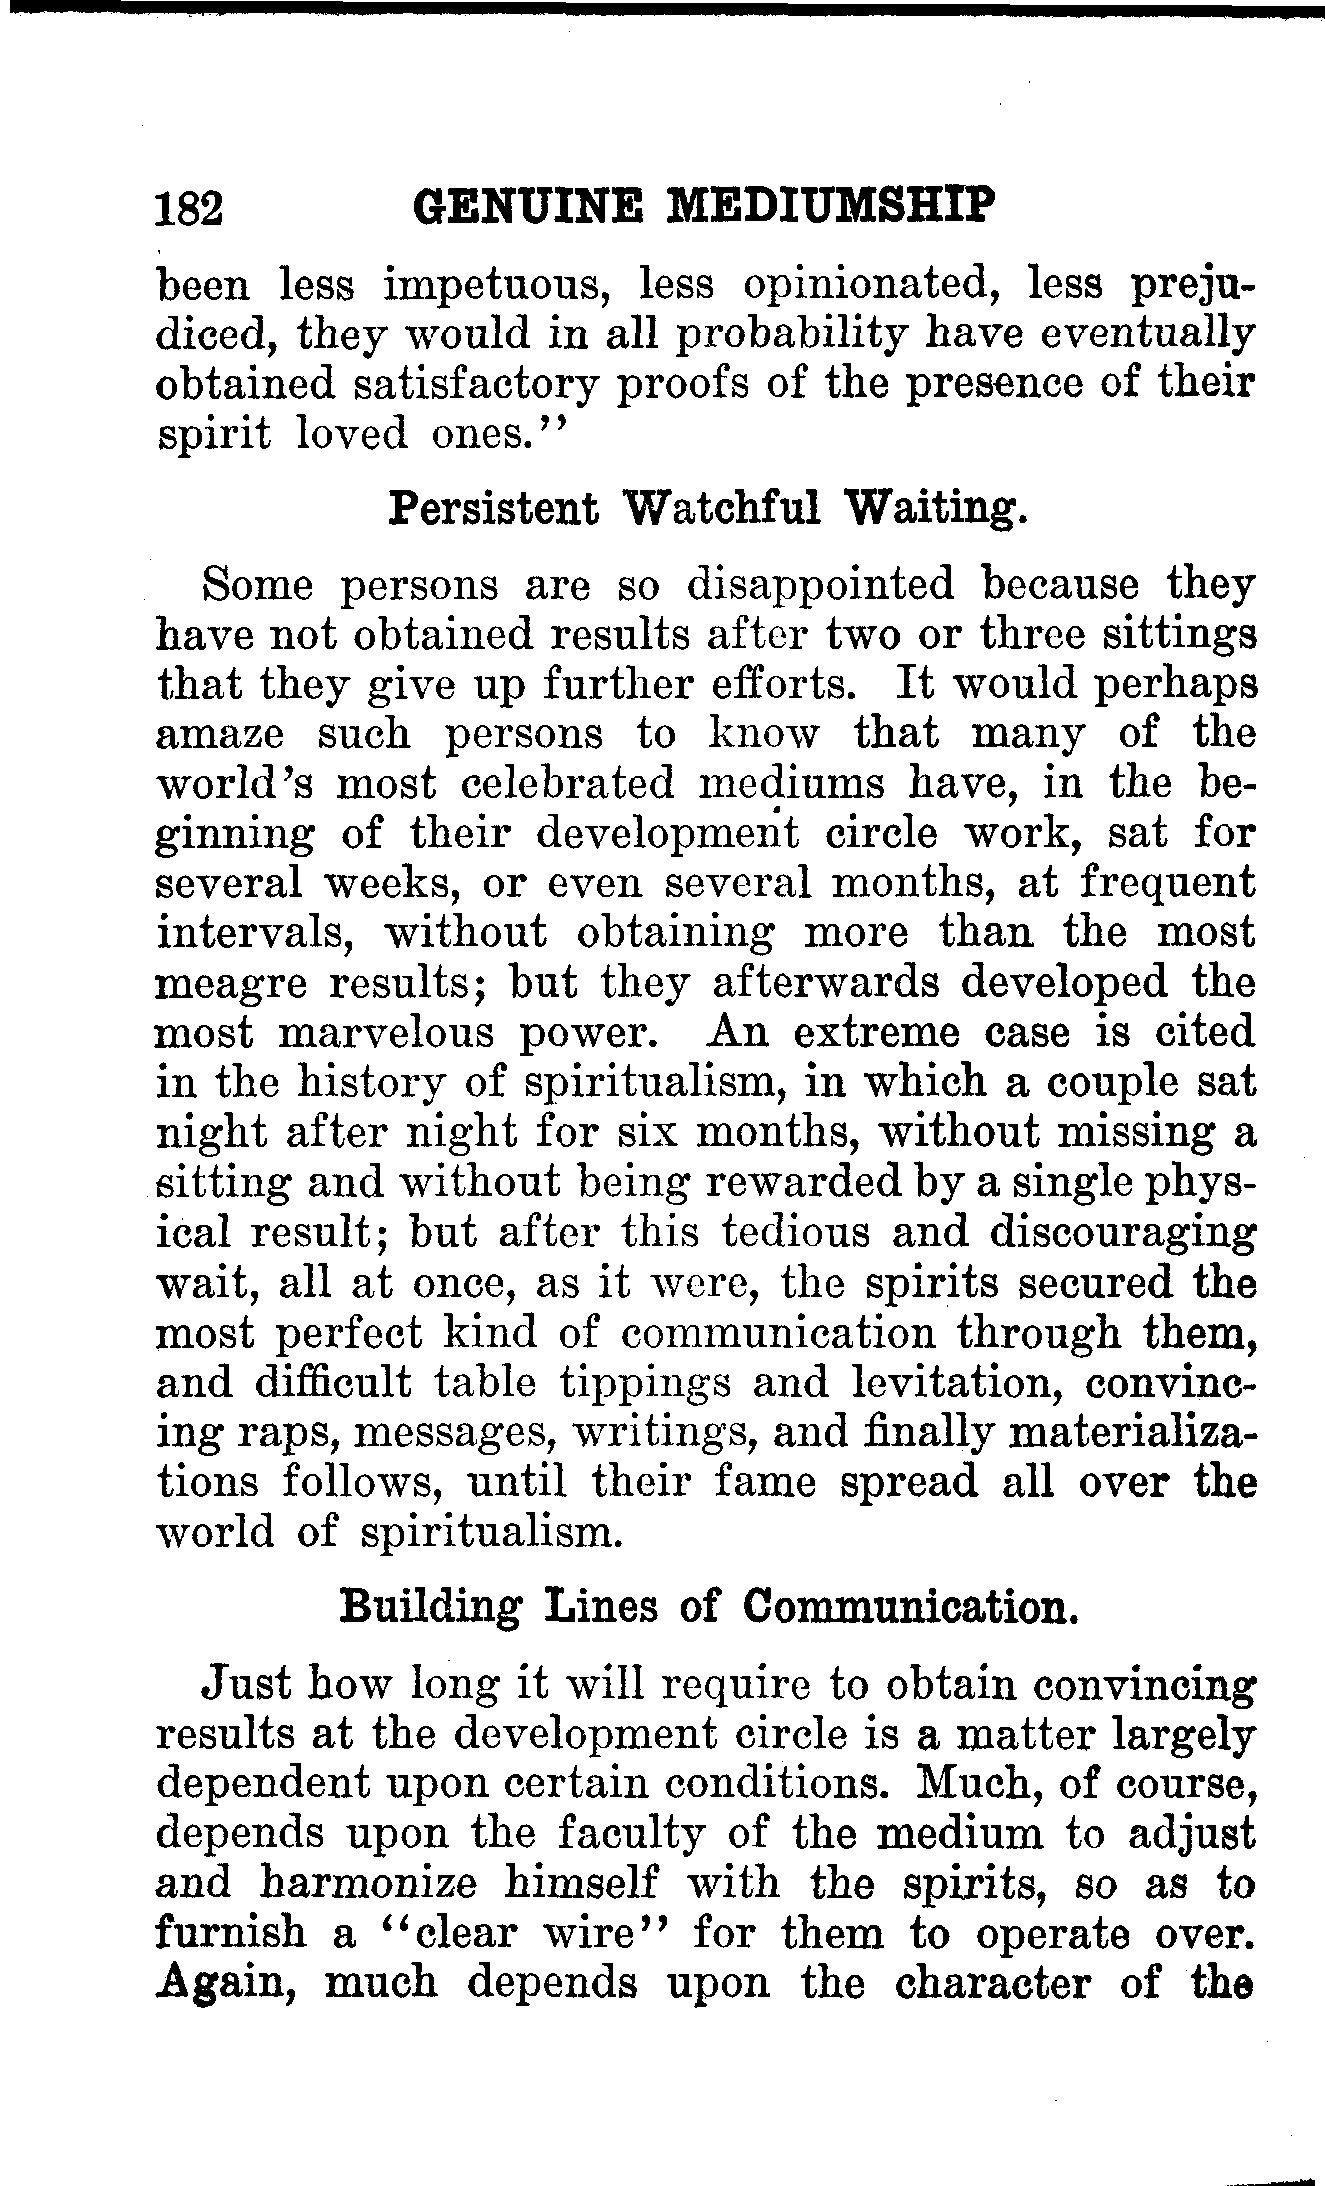 182 GENUINE MEDIUMSHIP
been less impetuous, less opinionated, less preju-
diced, they would in all probability have eventually
obtained satisfactory proofs of the presence of their
spirit loved ones.''
Persistent Watchful Waiting.
Some persons are so disappointed because they
have not obtained results after two or three sittings
that they give up further efforts. It would perhaps
amaze such persons to know that many of the
world's most celebrated mediums have, in the be-
ginning of their development circle work, sat for
several weeks, or even several months, at frequent
intervals, without obtaining more than the most
meagre results; but they afterwards developed the
most marvelous power. An extreme case is cited
in the history of spiritualism, in which a couple sat
night after night for six months, without missing a
sitting and without being rewarded by a single phys-
ical result; but after this tedious and discouraging
wait, all at once, as it were, the spirits secured the
most perfect kind of communication through them,
and difficult table tippings and levitation, convinc-
ing raps, messages, writings, and finally materializa-
tions follows, until their fame spread all over the
world of spiritualism.
Building Lines of Communication.
Just how long it will require to obtain convincing
results at the development circle is a matter largely
dependent upon certain conditions. Much, of course,
depends upon the faculty of the medium to adjust
and harmonize himself with the spirits, so as to
furnish a ''clear wire'' for them to operate over.
Again, much depends upon the character of the